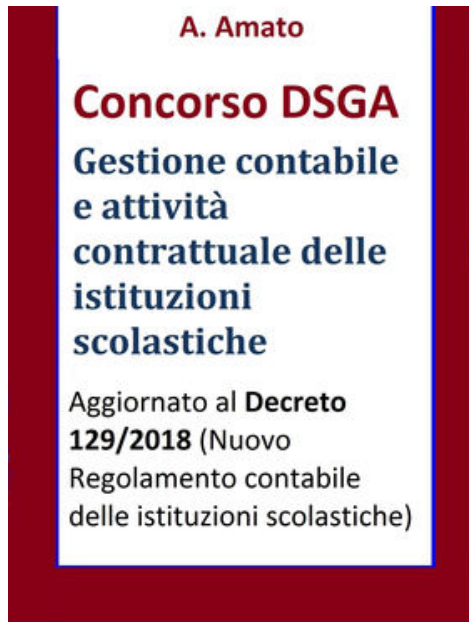 A. Amato
Concorso DSGA
Gestione contabile
e attività
contrattuale delle
istituzioni
scolastiche
Aggiornato al Decreto
129/2018 (Nuovo
Regolamento contabile
delle istituzioni scolastiche)